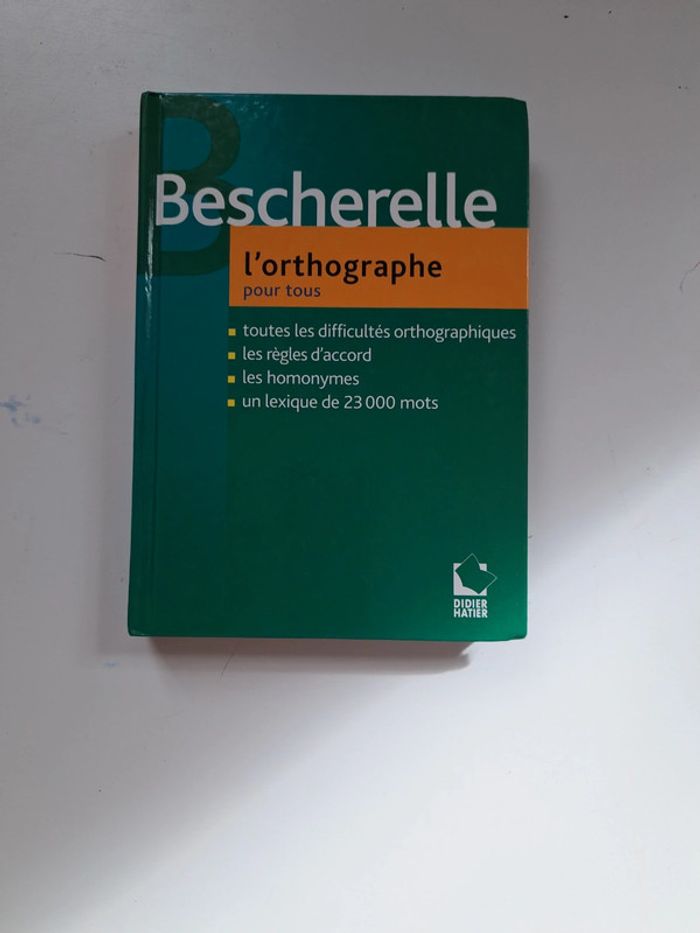 Bescherelle
l'orthographe
pour tous
toutes les difficultés orthographiques
les règles d'accord
les homonymes
un lexique de 23 000 mots
DIDIER
HATIER